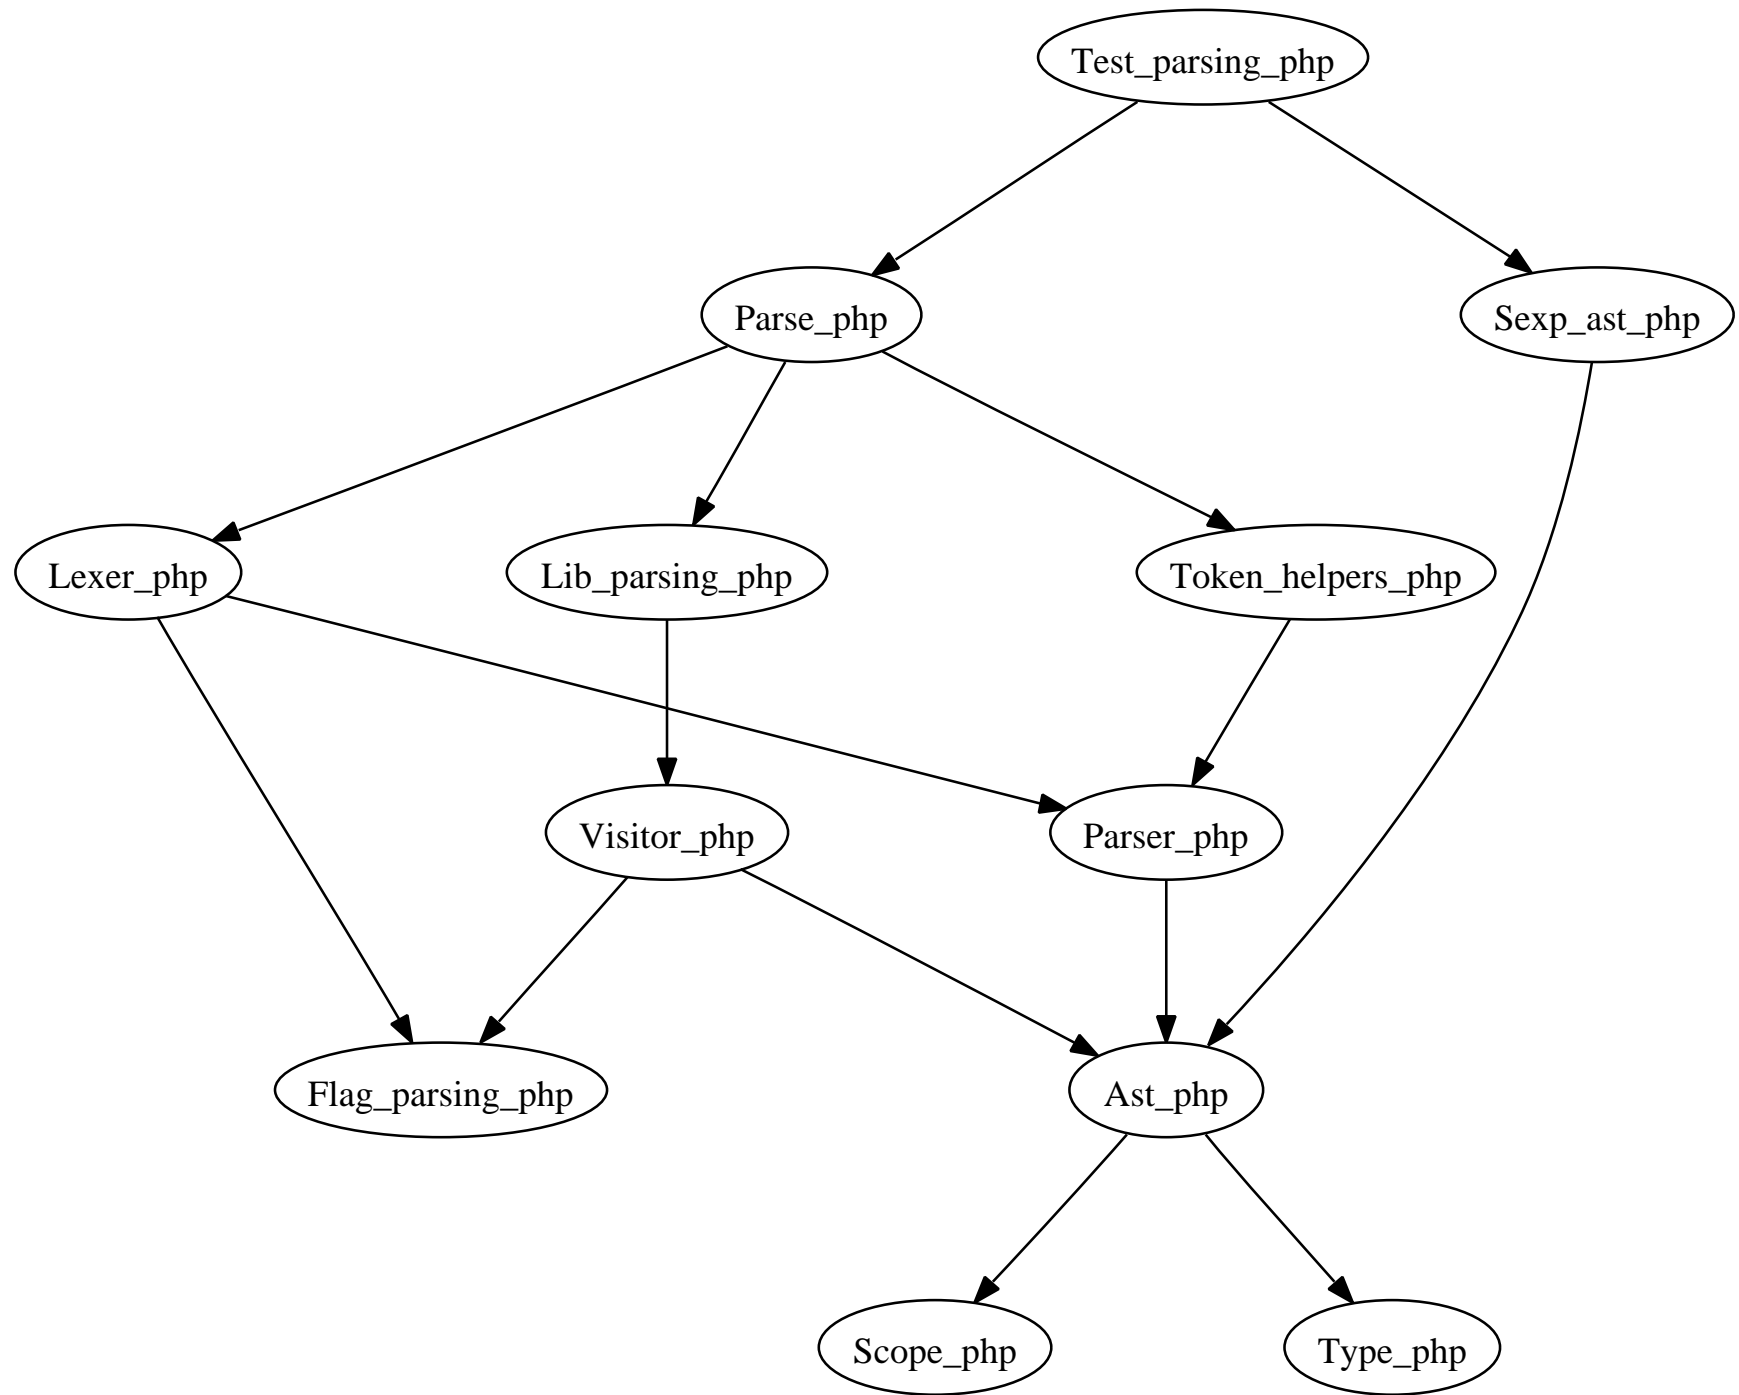 Test_parsing_php
Parse_php
Sexp_ast_php
Lexer_php
Lib_parsing_php
Token_helpers_php
Visitor_php
Parser_php
Flag_parsing_php
Ast_php
Scope_php
Type_php